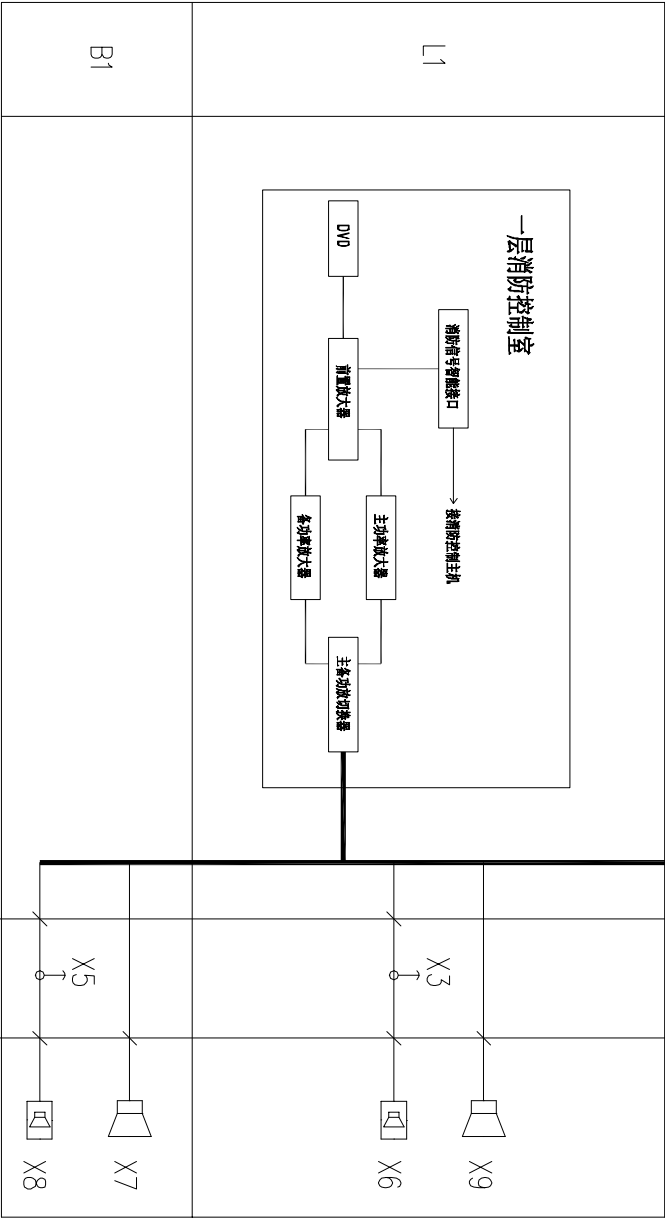 L1
一层消防控制室
消防信号智能接口
接消防控制主机
DVD
前置放大器
主功率放大器
备功率放大器
主备功放切换器
X9
X3
X6
B1
X7
X5
X8